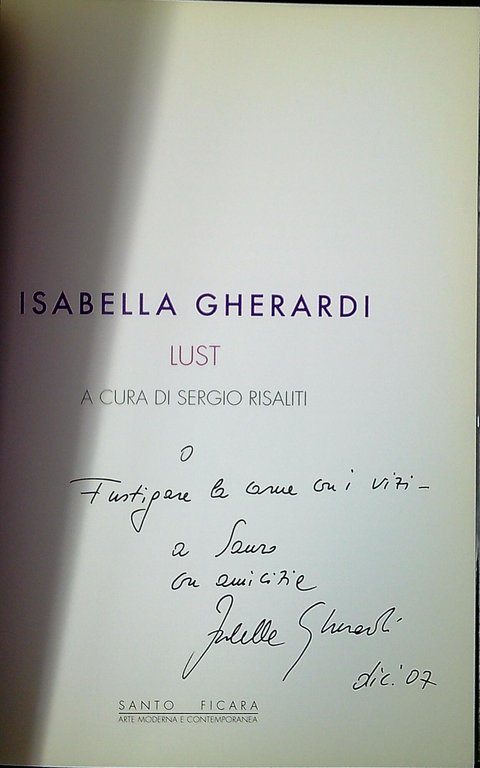 ISABELLA GHERARDI
LUST
A CURA DI SERGIO RISALITI
O
Fustigare la carne con i vizi -
a Sauro
con amicizia
Isabella Gherardi
dic. '07
SANTO FICARA
ARTE MODERNA E CONTEMPORANEA